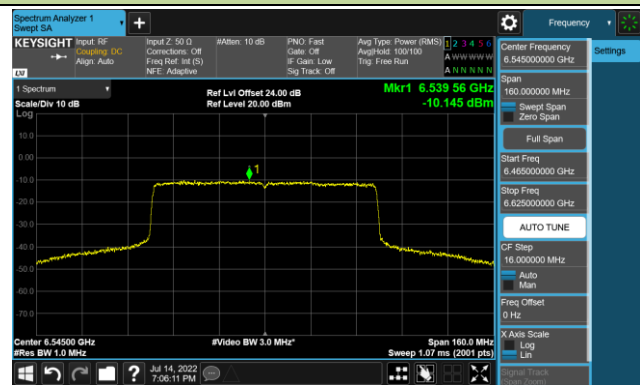 Spectrum Analyzer 1
Swept SA
Frequency
KEYSIGHT
Input: RF
Coupling: DC
Align: Auto
Input Z: 50 Ω
Corrections: Off
Freq Ref: Int (S)
NFE: Adaptive
#Atten: 10 dB
PNO: Fast
Gate: Off
IF Gain: Low
Sig Track: Off
Avg Type: Power (RMS)
Avg|Hold: 100/100
Trig: Free Run
1 2 3 4 5 6
A W W W W W
A N N N N N
LXI
1 Spectrum
Scale/Div 10 dB
Log
Ref Lvl Offset 24.00 dB
Ref Level 20.00 dBm
Mkr1 6.539 56 GHz
-10.145 dBm
1
10.0
0.00
-10.0
-20.0
-30.0
-40.0
-50.0
-60.0
-70.0
Center 6.54500 GHz
#Res BW 1.0 MHz
#Video BW 3.0 MHz*
Span 160.0 MHz
Sweep 1.07 ms (2001 pts)
Center Frequency
6.545000000 GHz
Settings
Span
160.000000 MHz
Swept Span
Zero Span
Full Span
Start Freq
6.465000000 GHz
Stop Freq
6.625000000 GHz
AUTO TUNE
CF Step
16.000000 MHz
Auto
Man
Freq Offset
0 Hz
X Axis Scale
Log
Lin
Signal Track
(Span Zoom)
Jul 14, 2022
7:06:11 PM